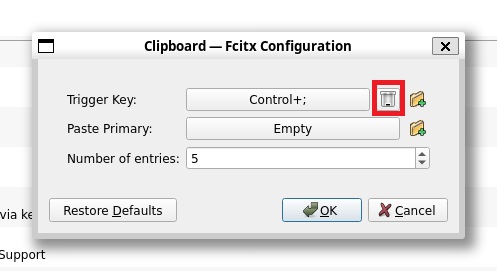 Clipboard — Fcitx Configuration
Trigger Key: Control+;
Paste Primary: Empty
Number of entries: 5
Restore Defaults OK Cancel
via ke
Support